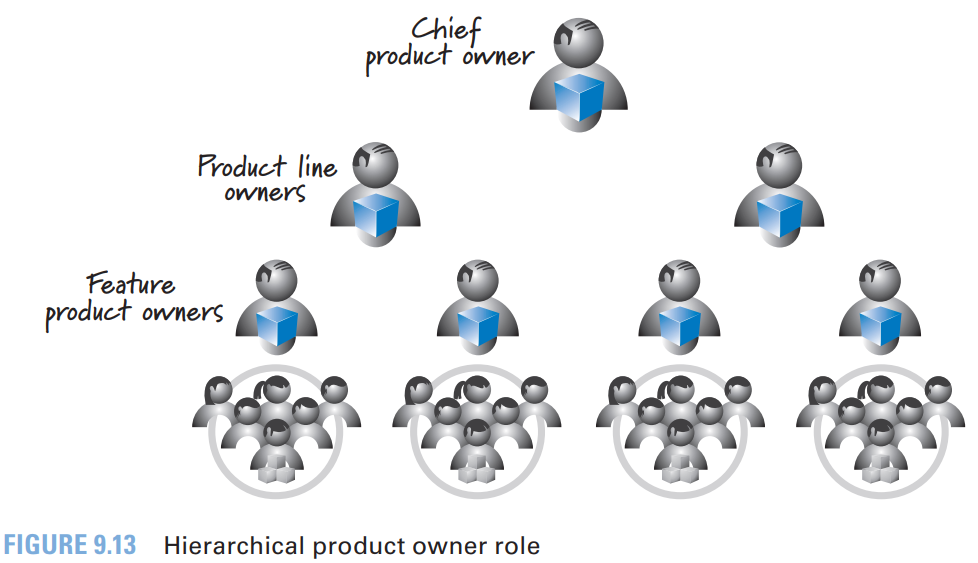 Chief
product owner
Product line
owners
Feature
product owners
FIGURE 9.13 Hierarchical product owner role